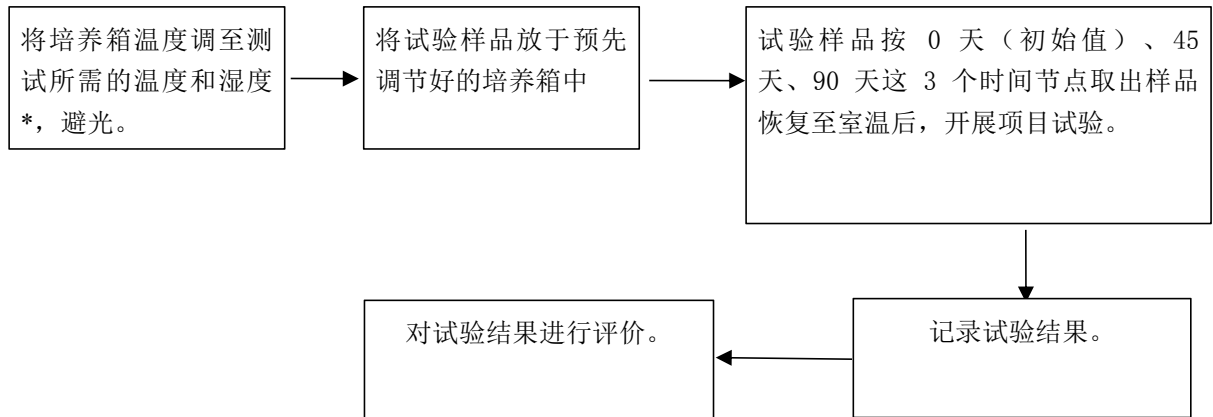 将培养箱温度调至测
试所需的温度和湿度
*，避光。
将试验样品放于预先
调节好的培养箱中
试验样品按 0 天（初始值）、45
天、90 天这 3 个时间节点取出样品
恢复至室温后，开展项目试验。
记录试验结果。
对试验结果进行评价。